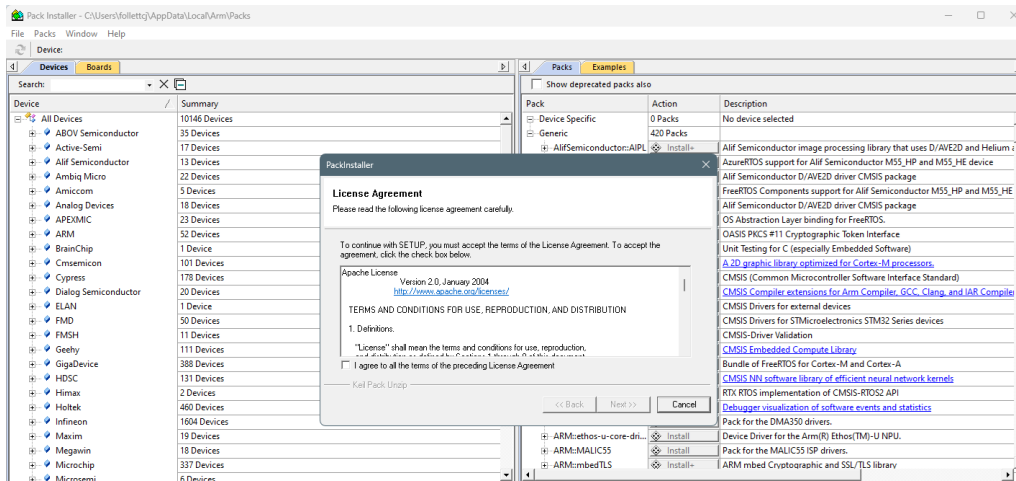 Pack Installer - C:\Users\follettcj\AppData\Local\Arm\Packs
File Packs Window Help
Device:
Devices Boards
Search:
Device / Summary
All Devices 10146 Devices
ABOV Semiconductor 35 Devices
Active-Semi 17 Devices
Alif Semiconductor 13 Devices
Ambiq Micro 22 Devices
Amiccom 5 Devices
Analog Devices 18 Devices
APEXMIC 23 Devices
ARM 52 Devices
BrainChip 1 Device
Cmsemicon 101 Devices
Cypress 178 Devices
Dialog Semiconductor 20 Devices
ELAN 1 Device
FMD 50 Devices
FMSH 11 Devices
Geehy 111 Devices
GigaDevice 388 Devices
HDSC 131 Devices
Himax 2 Devices
Holtek 460 Devices
Infineon 1604 Devices
Maxim 19 Devices
Megawin 18 Devices
Microchip 337 Devices
Microsemi 6 Devices
Packs Examples
Show deprecated packs also
Pack Action Description
Device Specific 0 Packs No device selected
Generic 420 Packs
AlifSemiconductor::AIPL Install+ Alif Semiconductor image processing library that uses D/AVE2D and Helium
AzureRTOS support for Alif Semiconductor M55_HP and M55_HE device
Alif Semiconductor D/AVE2D driver CMSIS package
FreeRTOS Components support for Alif Semiconductor M55_HP and M55_HE
Alif Semiconductor D/AVE2D driver CMSIS package
OS Abstraction Layer binding for FreeRTOS.
OASIS PKCS #11 Cryptographic Token Interface
Unit Testing for C (especially Embedded Software)
A 2D graphic library optimized for Cortex-M processors.
CMSIS (Common Microcontroller Software Interface Standard)
CMSIS Compiler extensions for Arm Compiler, GCC, Clang, and IAR Compiler
CMSIS Drivers for external devices
CMSIS Drivers for STMicroelectronics STM32 Series devices
CMSIS-Driver Validation
CMSIS Embedded Compute Library
Bundle of FreeRTOS for Cortex-M and Cortex-A
CMSIS NN software library of efficient neural network kernels
RTX RTOS implementation of CMSIS-RTOS2 API
Debugger visualization of software events and statistics
Pack for the DMA350 drivers.
ARM::ethos-u-core-dri... Install Device Driver for the Arm(R) Ethos(TM)-U NPU.
ARM::MALIC55 Install Pack for the MALIC55 ISP drivers.
ARM::mbedTLS Install+ ARM mbed Cryptographic and SSL/TLS library
PackInstaller
License Agreement
Please read the following license agreement carefully.
To continue with SETUP, you must accept the terms of the License Agreement. To accept the
agreement, click the check box below.
Apache License
Version 2.0, January 2004
http://www.apache.org/licenses/
TERMS AND CONDITIONS FOR USE, REPRODUCTION, AND DISTRIBUTION
1. Definitions.
"License" shall mean the terms and conditions for use, reproduction,
and distribution as defined by Sections 1 through 9 of this document.
I agree to all the terms of the preceding License Agreement
Keil Pack Unzip
<< Back Next >> Cancel